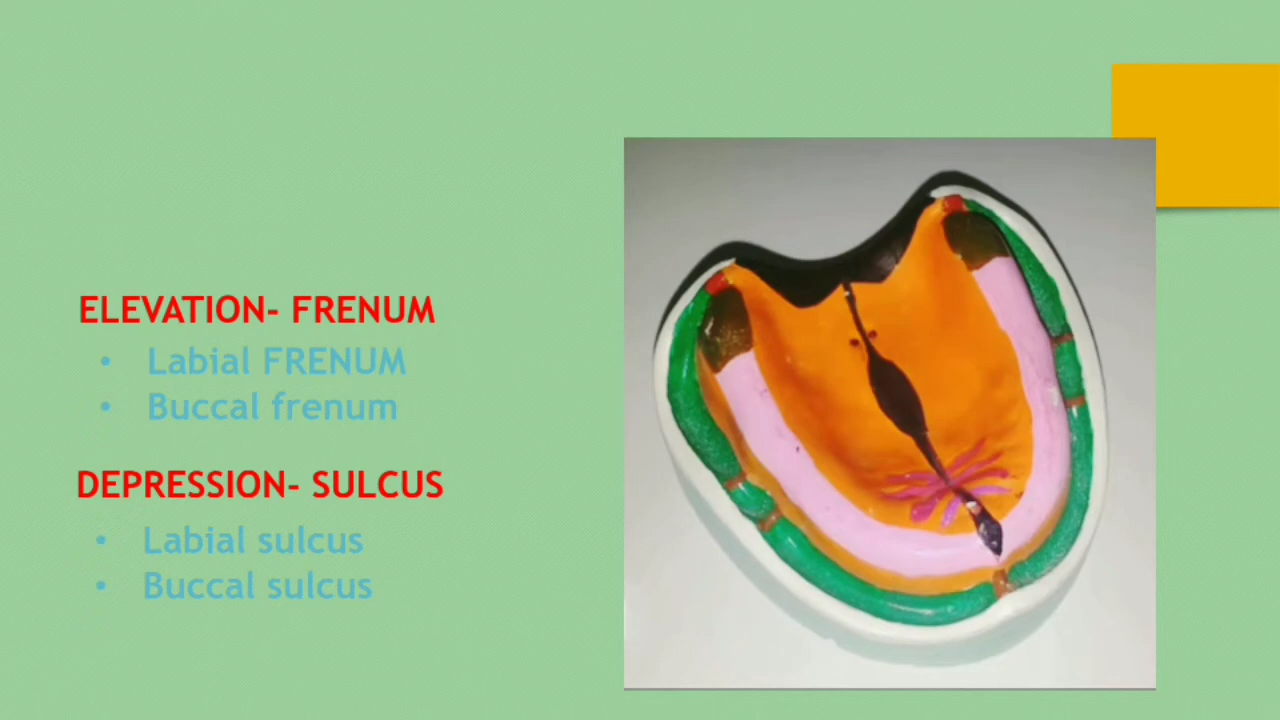 ELEVATION- FRENUM
• Labial FRENUM
• Buccal frenum
DEPRESSION- SULCUS
• Labial sulcus
• Buccal sulcus